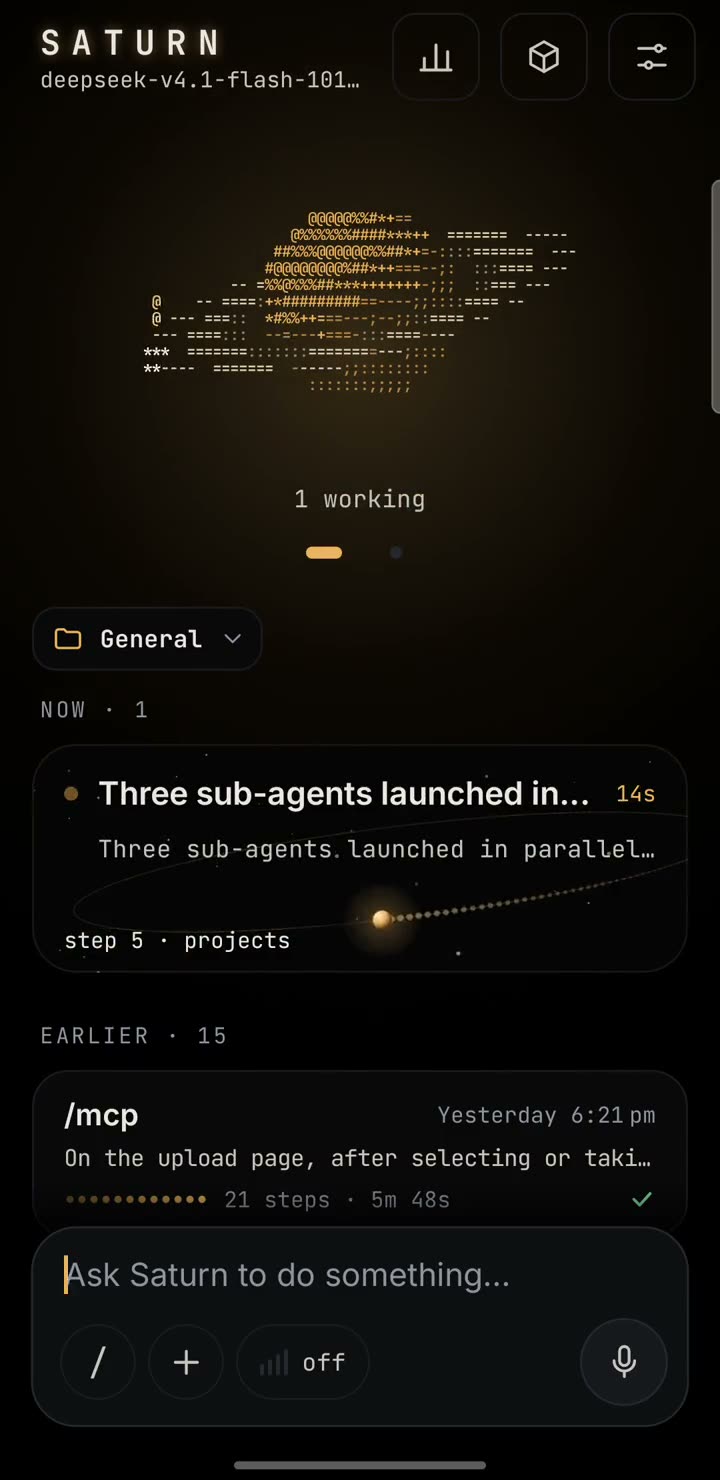 SATURN
deepseek-v4.1-flash-101…
1 working
General
NOW · 1
Three sub-agents launched in… 14s
Three sub-agents launched in parallel…
step 5 · projects
EARLIER · 15
/mcp Yesterday 6:21 pm
On the upload page, after selecting or taki…
21 steps · 5m 48s
Ask Saturn to do something...
/ + off